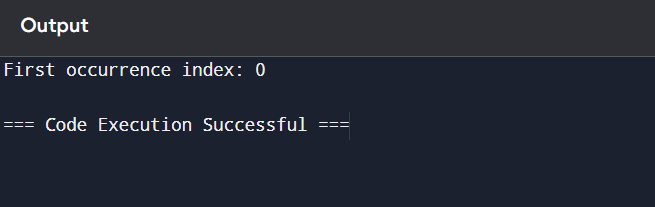 Output
First occurrence index: 0
=== Code Execution Successful ===